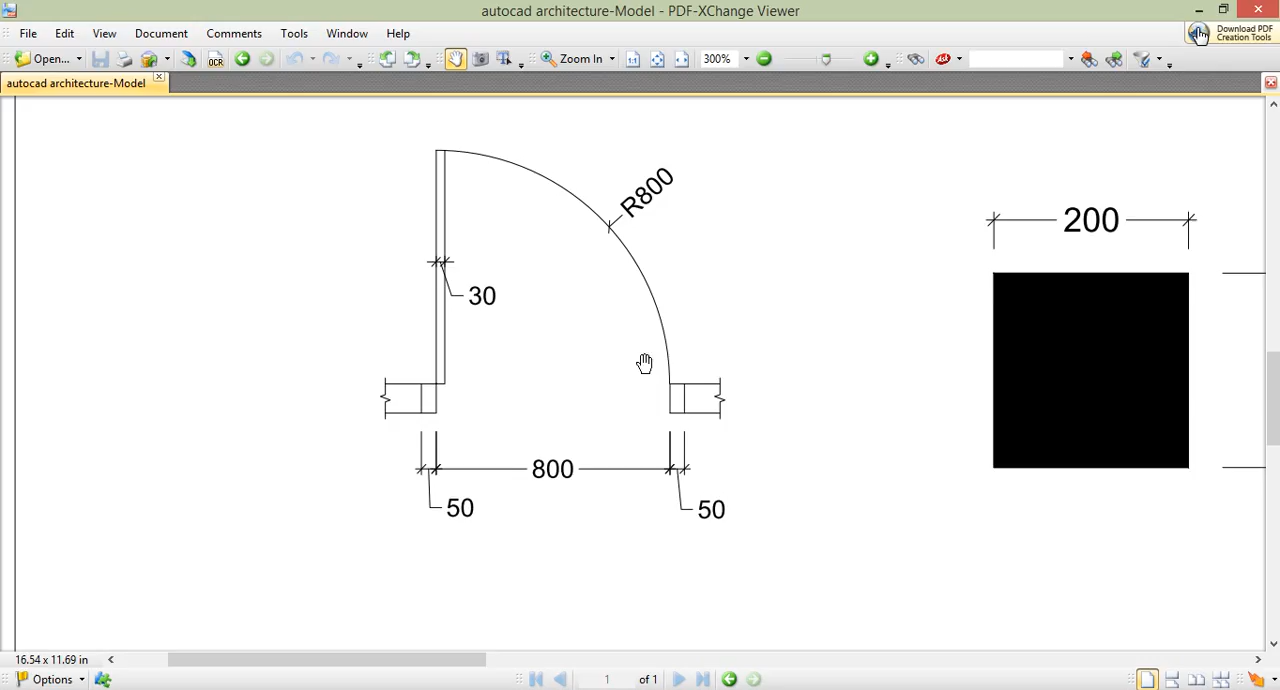 autocad architecture-Model - PDF-XChange Viewer
File Edit View Document Comments Tools Window Help
Download PDF
Creation Tools
Open... OCR Zoom In 300%
autocad architecture-Model
R800
200
30
800
50
50
16.54 x 11.69 in
Options 1 of 1